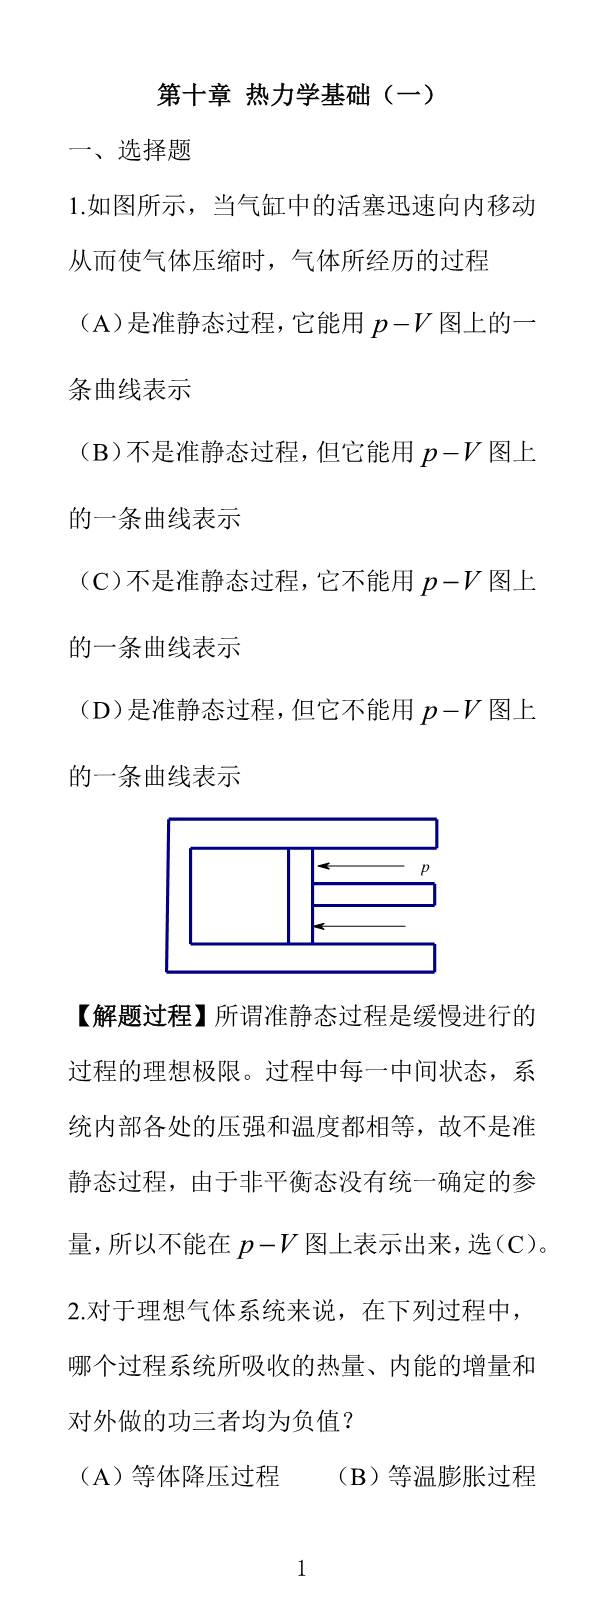 第十章 热力学基础（一）
一、选择题
1.如图所示，当气缸中的活塞迅速向内移动
从而使气体压缩时，气体所经历的过程
（A）是准静态过程，它能用 p−V 图上的一
条曲线表示
（B）不是准静态过程，但它能用 p−V 图上
的一条曲线表示
（C）不是准静态过程，它不能用 p−V 图上
的一条曲线表示
（D）是准静态过程，但它不能用 p−V 图上
的一条曲线表示
p
【解题过程】所谓准静态过程是缓慢进行的
过程的理想极限。过程中每一中间状态，系
统内部各处的压强和温度都相等，故不是准
静态过程，由于非平衡态没有统一确定的参
量，所以不能在 p−V 图上表示出来，选（C）。
2.对于理想气体系统来说，在下列过程中，
哪个过程系统所吸收的热量、内能的增量和
对外做的功三者均为负值？
（A）等体降压过程 （B）等温膨胀过程
1